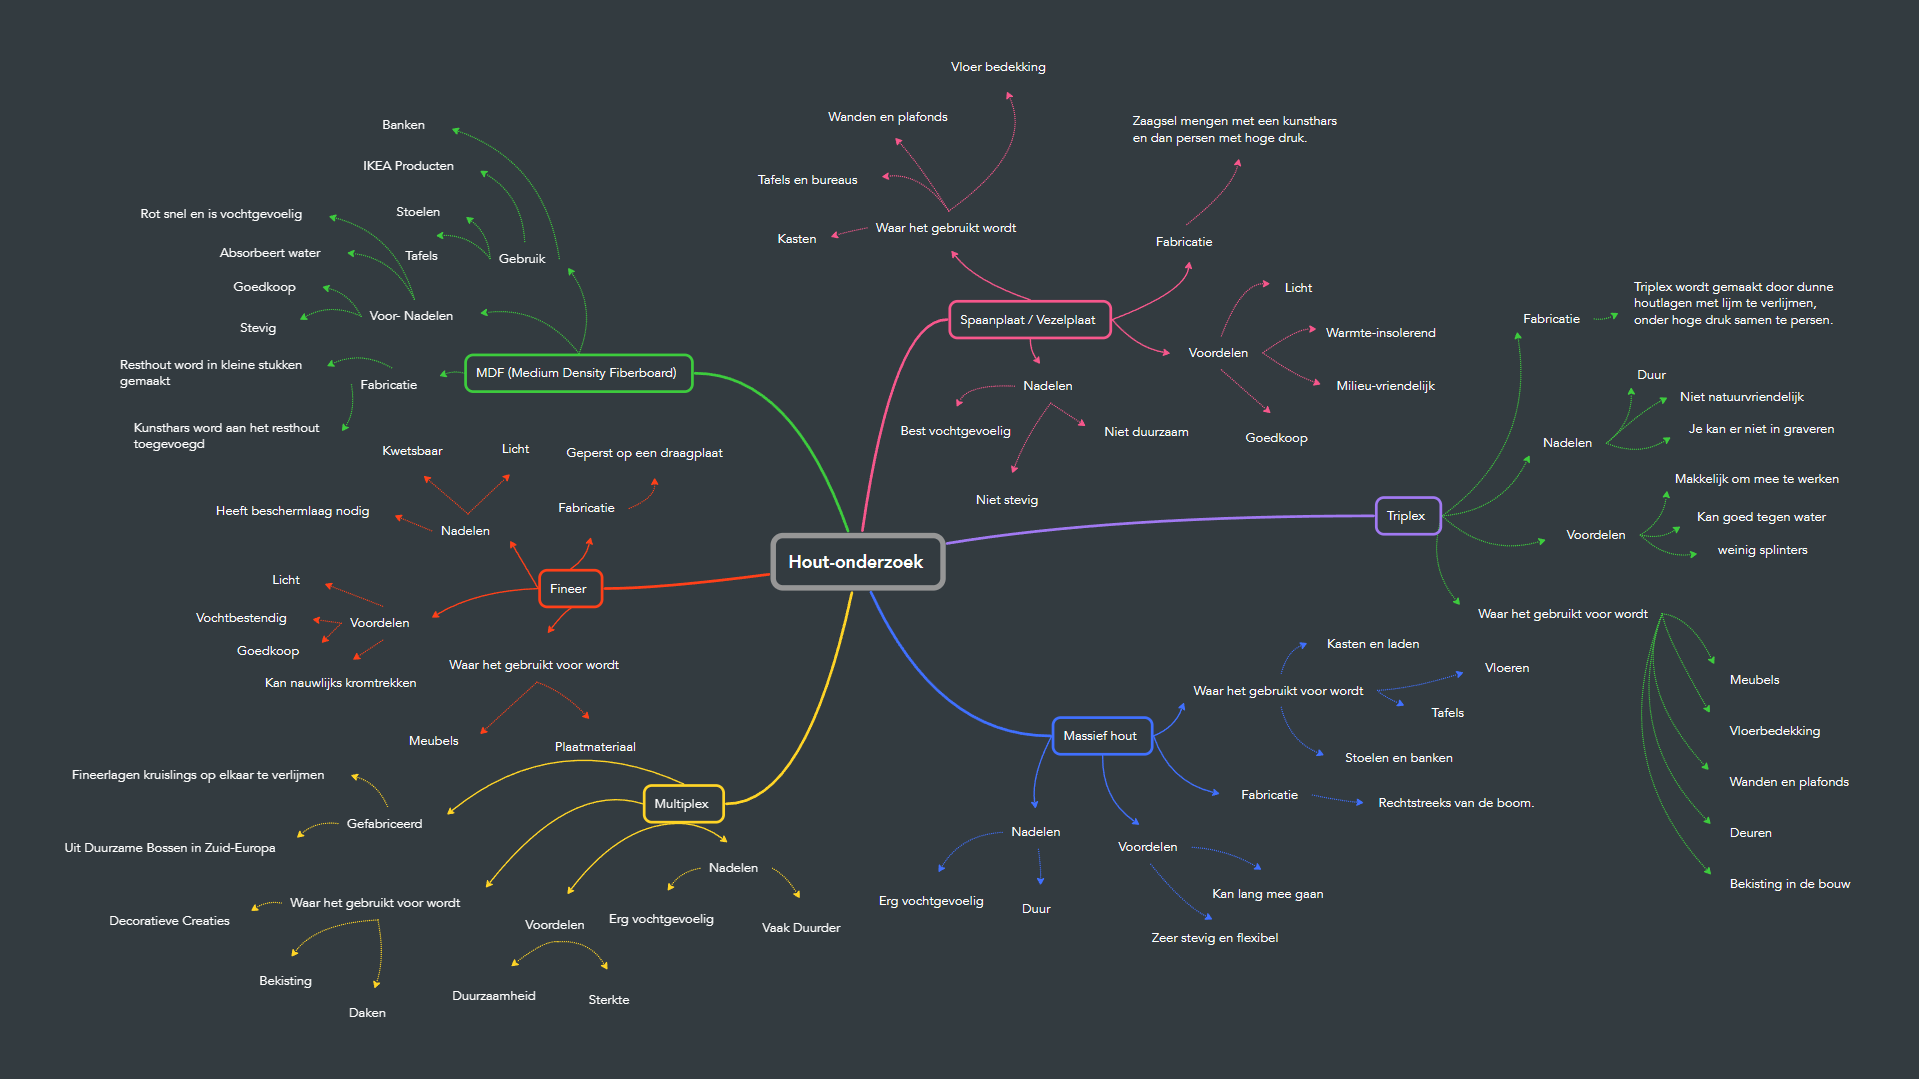 Hout-onderzoek
MDF (Medium Density Fiberboard)
Gebruik
Banken
IKEA Producten
Stoelen
Tafels
Voor- Nadelen
Rot snel en is vochtgevoelig
Absorbeert water
Goedkoop
Stevig
Fabricatie
Resthout word in kleine stukken
gemaakt
Kunsthars word aan het resthout
toegevoegd
Spaanplaat / Vezelplaat
Waar het gebruikt wordt
Vloer bedekking
Wanden en plafonds
Tafels en bureaus
Kasten
Fabricatie
Zaagsel mengen met een kunsthars
en dan persen met hoge druk.
Voordelen
Licht
Warmte-insolerend
Milieu-vriendelijk
Goedkoop
Nadelen
Best vochtgevoelig
Niet duurzaam
Niet stevig
Triplex
Fabricatie
Triplex wordt gemaakt door dunne
houtlagen met lijm te verlijmen,
onder hoge druk samen te persen.
Nadelen
Duur
Niet natuurvriendelijk
Je kan er niet in graveren
Voordelen
Makkelijk om mee te werken
Kan goed tegen water
weinig splinters
Waar het gebruikt voor wordt
Meubels
Vloerbedekking
Wanden en plafonds
Deuren
Bekisting in de bouw
Fineer
Nadelen
Kwetsbaar
Licht
Heeft beschermlaag nodig
Fabricatie
Geperst op een draagplaat
Voordelen
Licht
Vochtbestendig
Goedkoop
Kan nauwlijks kromtrekken
Waar het gebruikt voor wordt
Meubels
Plaatmateriaal
Massief hout
Waar het gebruikt voor wordt
Kasten en laden
Vloeren
Tafels
Stoelen en banken
Fabricatie
Rechtstreeks van de boom.
Nadelen
Erg vochtgevoelig
Duur
Voordelen
Kan lang mee gaan
Zeer stevig en flexibel
Multiplex
Gefabriceerd
Fineerlagen kruislings op elkaar te verlijmen
Uit Duurzame Bossen in Zuid-Europa
Waar het gebruikt voor wordt
Decoratieve Creaties
Bekisting
Daken
Voordelen
Duurzaamheid
Sterkte
Nadelen
Erg vochtgevoelig
Vaak Duurder